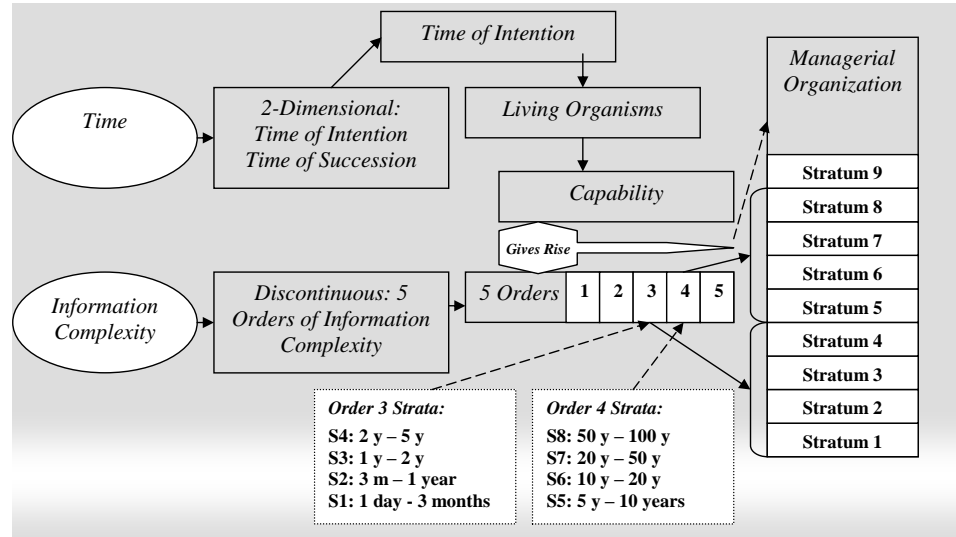 Time of Intention
Managerial
Organization
Time
2-Dimensional:
Time of Intention
Time of Succession
Living Organisms
Capability
Stratum 9
Stratum 8
Stratum 7
Stratum 6
Stratum 5
Stratum 4
Stratum 3
Stratum 2
Stratum 1
Gives Rise
Information
Complexity
Discontinuous: 5
Orders of Information
Complexity
5 Orders 1 2 3 4 5
Order 3 Strata:
S4: 2 y – 5 y
S3: 1 y – 2 y
S2: 3 m – 1 year
S1: 1 day - 3 months
Order 4 Strata:
S8: 50 y – 100 y
S7: 20 y – 50 y
S6: 10 y – 20 y
S5: 5 y – 10 years